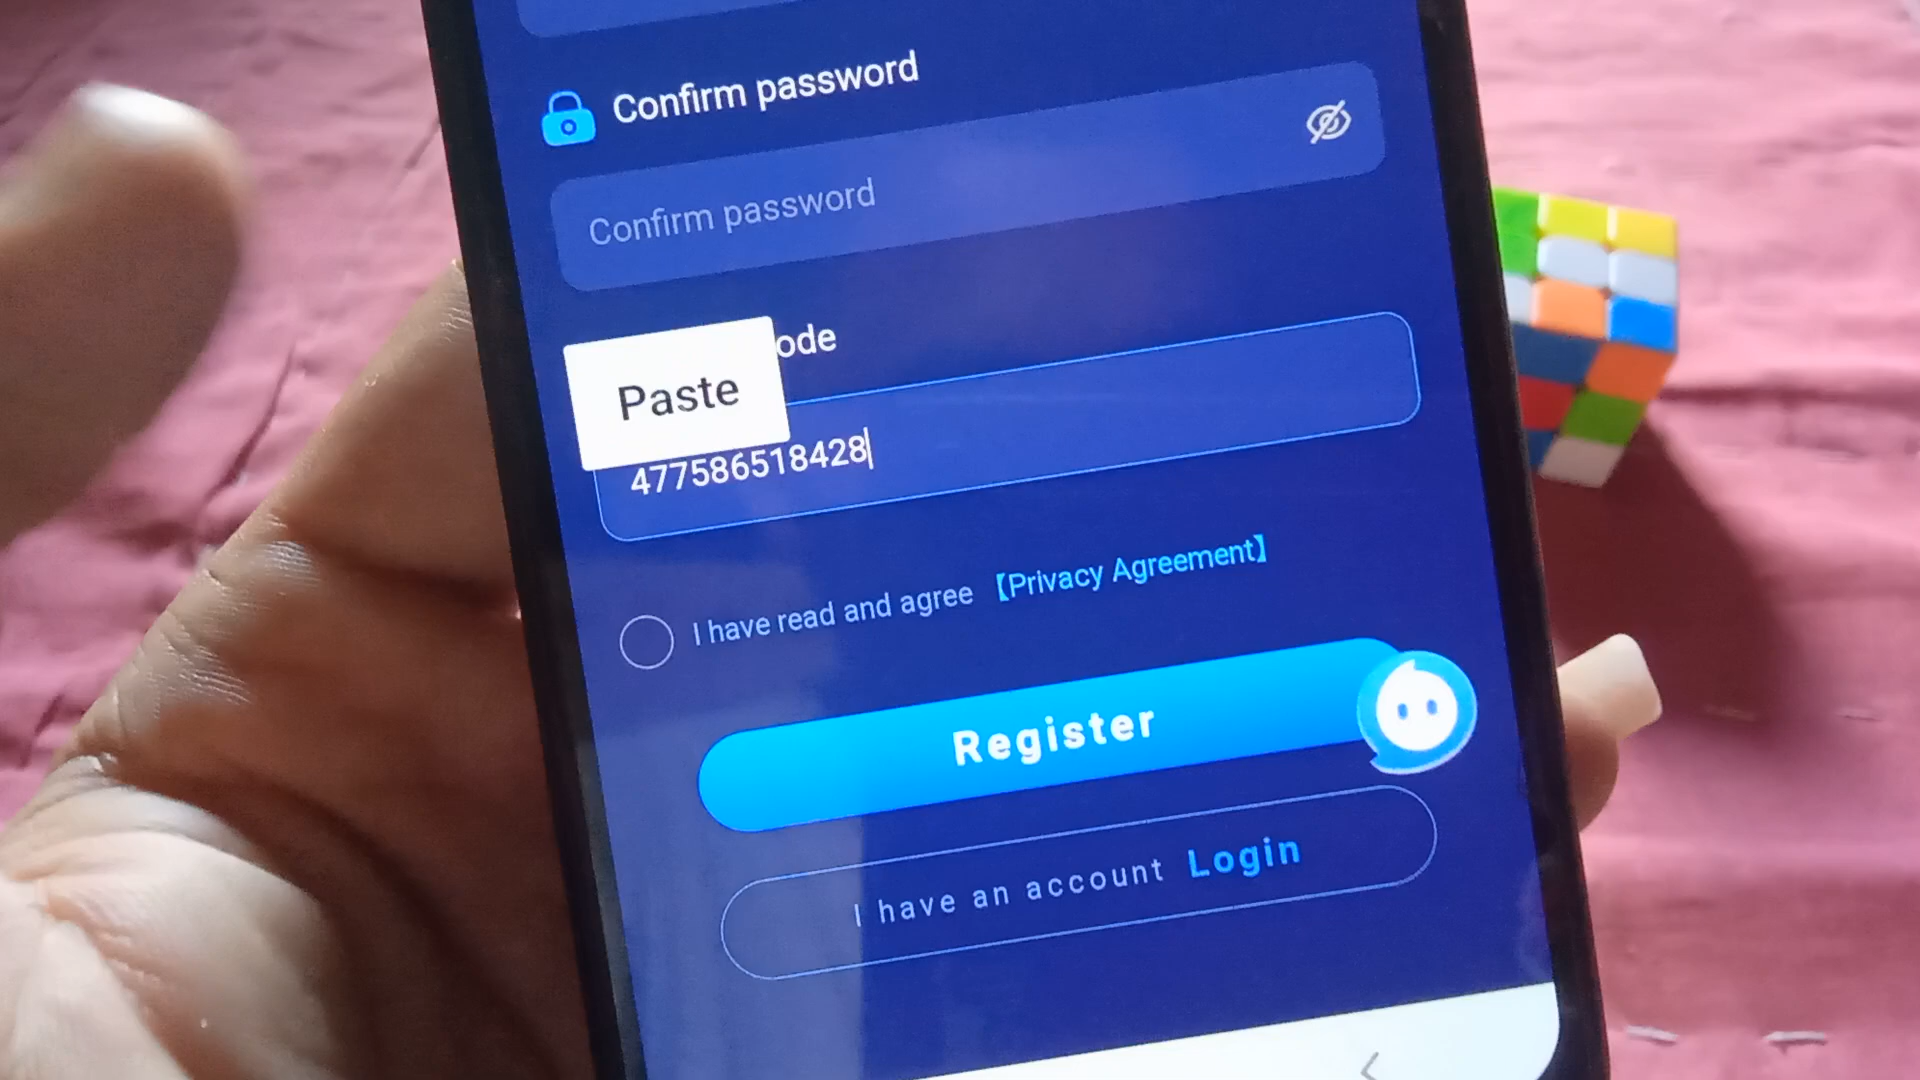 Confirm password
Confirm password
ode
Paste
477586518428
I have read and agree 【Privacy Agreement】
Register
I have an account Login